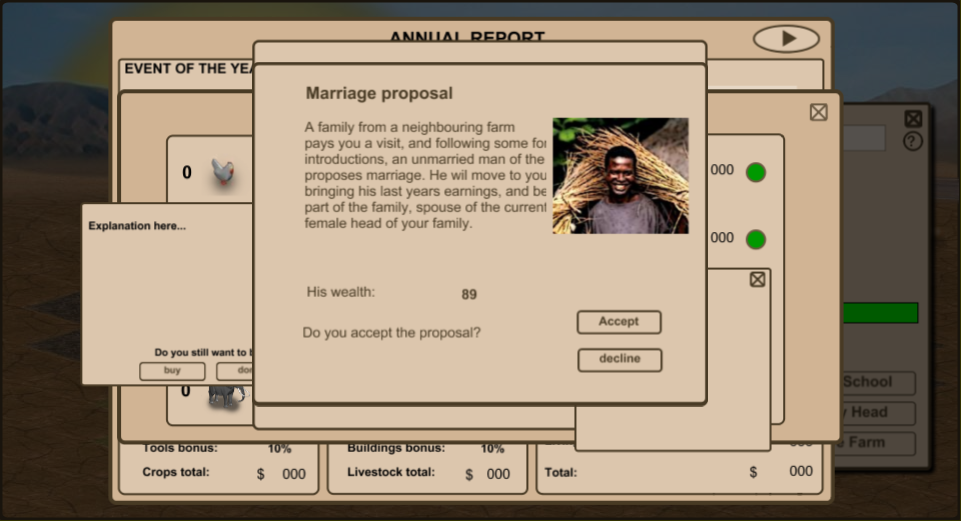 ANNUAL REPORT
EVENT OF THE
Marriage proposal
A family from a neighbouring farm
pays you a visit, and following some
introductions, an unmarried man of the
proposes marriage. He wil move to you
bringing his last years earnings, and
part of the family, spouse of the current
female head of your family.
His wealth: 89
Do you accept the proposal?
Accept
decline
0
000
000
Explanation here...
Do you still want to
buy
0
School
Head
Farm
Tools bonus: 10%
Crops total: $ 000
Buildings bonus: 10%
Livestock total: $ 000
Total: $ 000
?